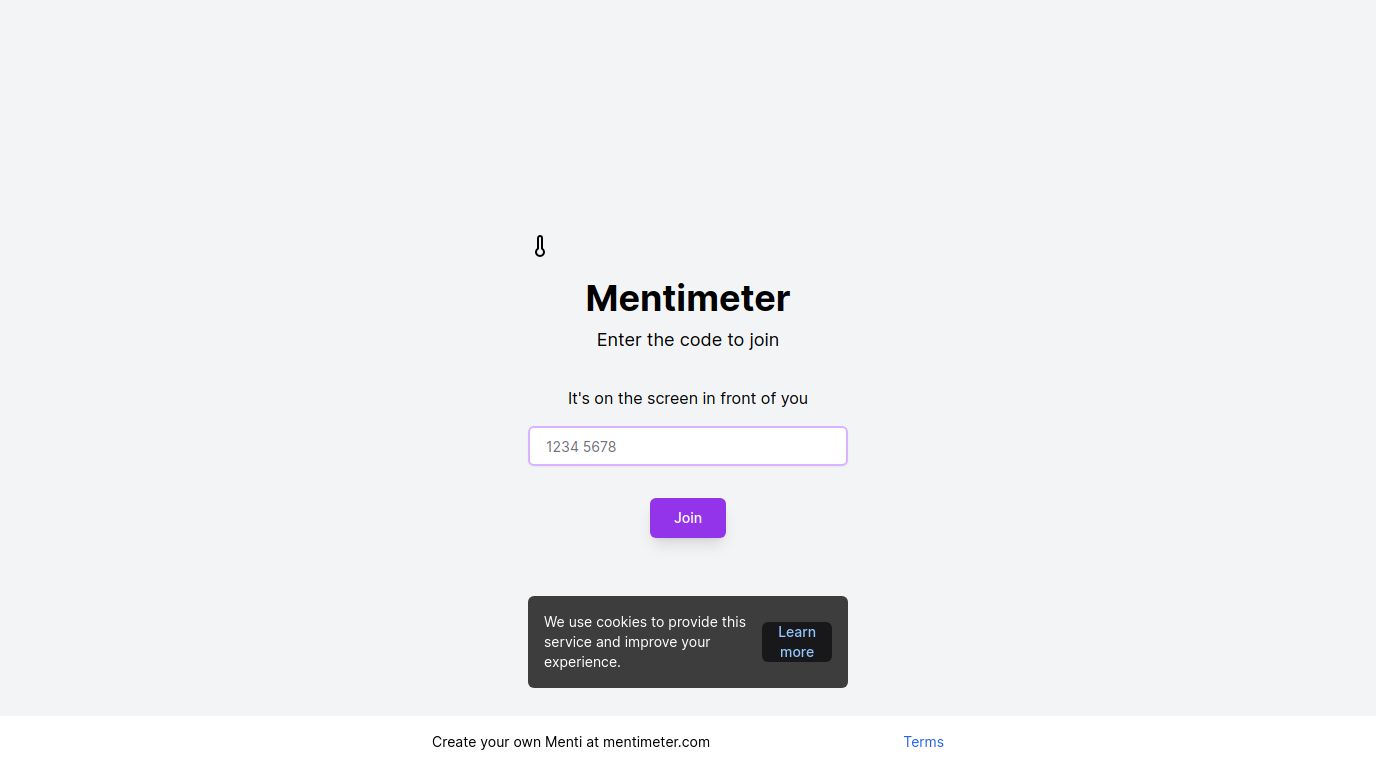 Mentimeter
Enter the code to join
It's on the screen in front of you
1234 5678
Join
We use cookies to provide this
service and improve your
experience.
Learn
more
Create your own Menti at mentimeter.com
Terms